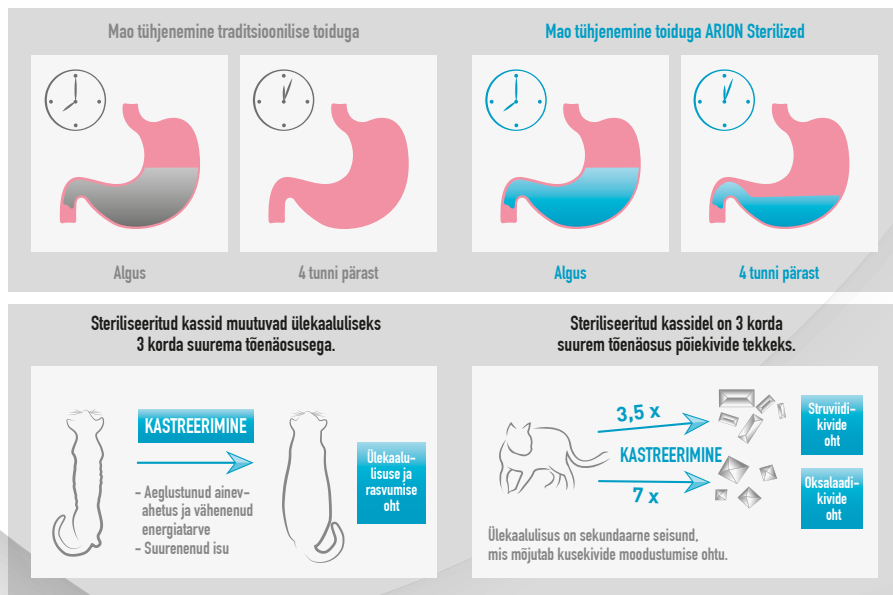 Mao tühjenemine traditsioonilise toiduga
Mao tühjenemine toiduga ARION Sterilized
Algus
4 tunni pärast
Algus
4 tunni pärast
Steriliseeritud kassid muutuvad ülekaaluliseks
3 korda suurema tõenäosusega.
KASTREERIMINE
– Aeglustunud ainev-
ahetus ja vähenenud
energiatarve
– Suurenenud isu
Ülekaalu-
lisuse ja
rasvumise
oht
Steriliseeritud kassidel on 3 korda
suurem tõenäosus põiekivide tekkeks.
3,5 x
KASTREERIMINE
7 x
Struviidi-
kivide
oht
Oksalaadi-
kivide
oht
Ülekaalulisus on sekundaarne seisund,
mis mõjutab kusekivide moodustumise ohtu.